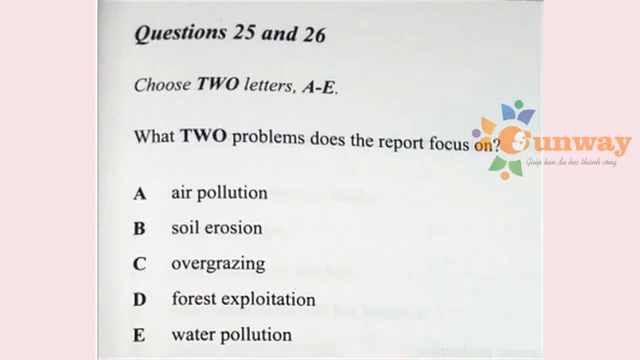 Questions 25 and 26
Choose TWO letters, A-E.
What TWO problems does the report focus on?
A air pollution
B soil erosion
C overgrazing
D forest exploitation
E water pollution
Sunway
Giúp bạn du học thành công